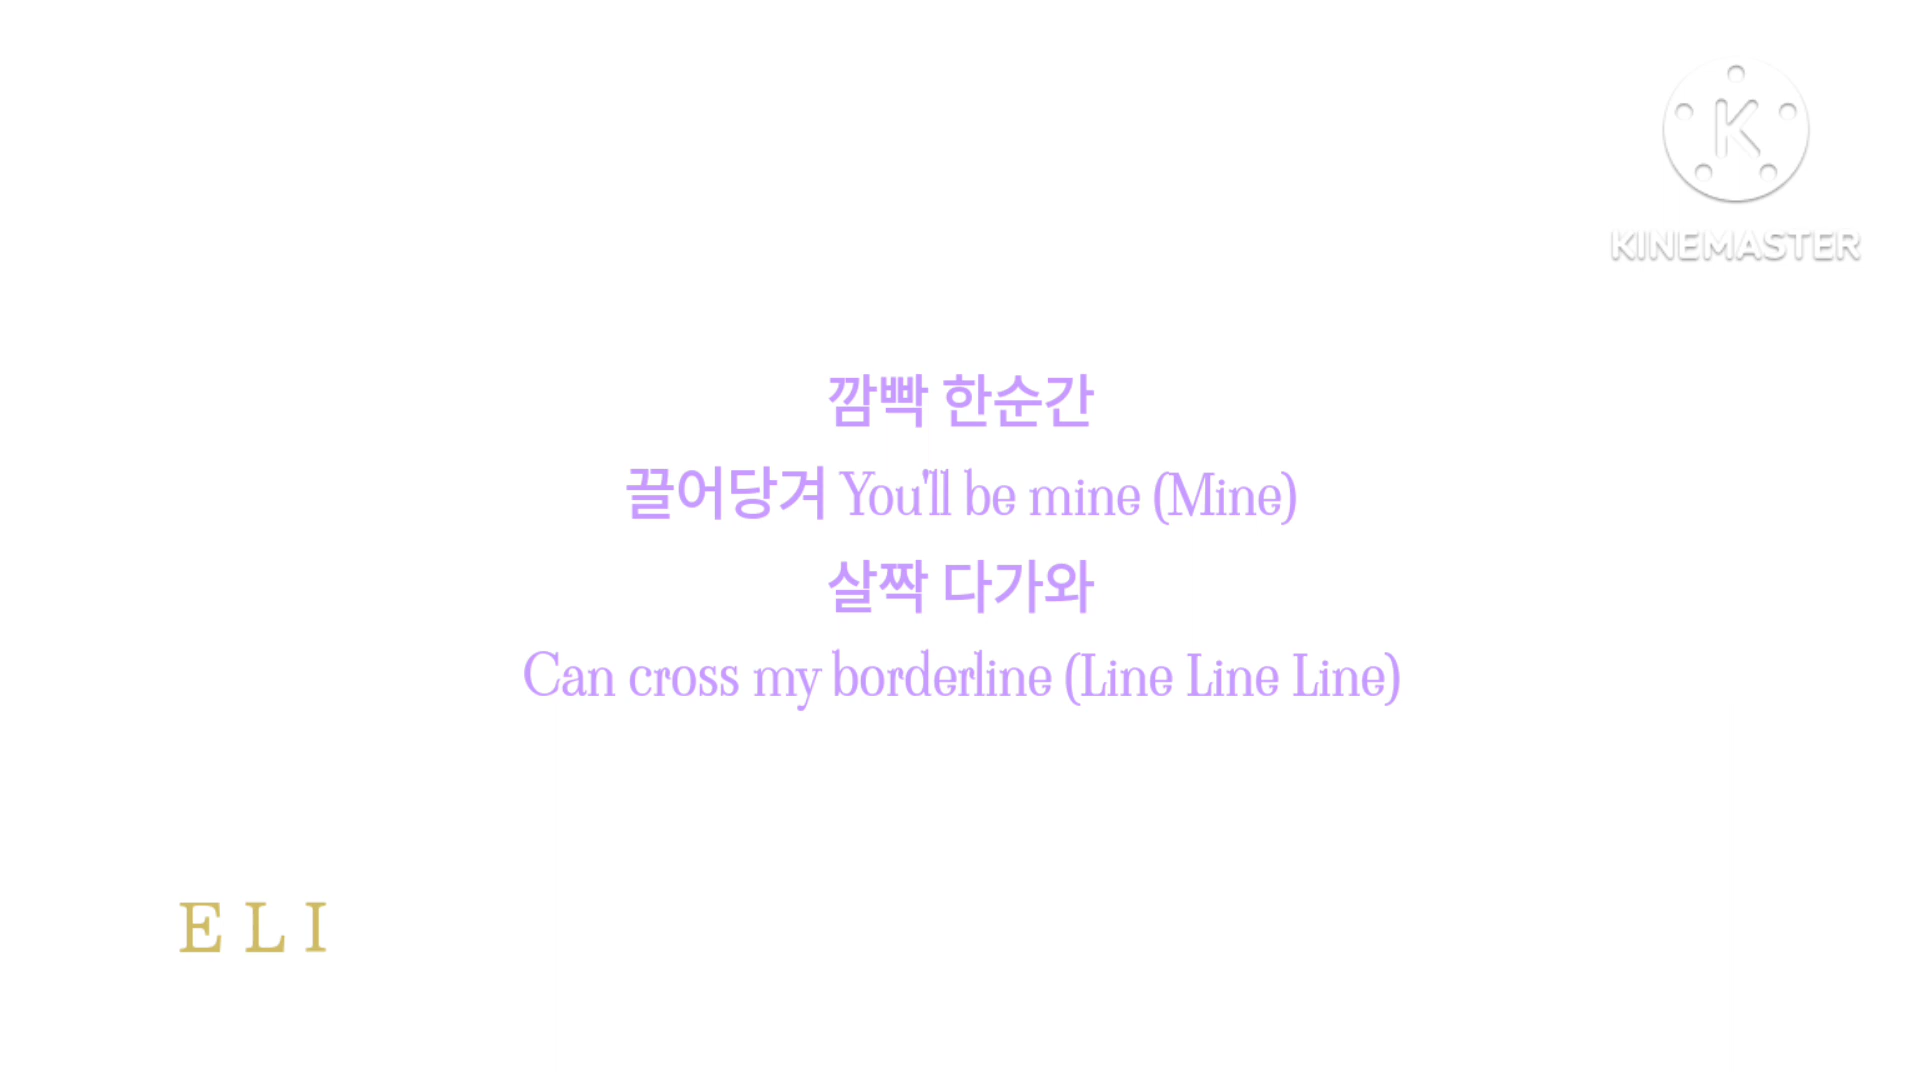 K
KINEMASTER
깜빡 한순간
끌어당겨 You'll be mine (Mine)
살짝 다가와
Can cross my borderline (Line Line Line)
ELI